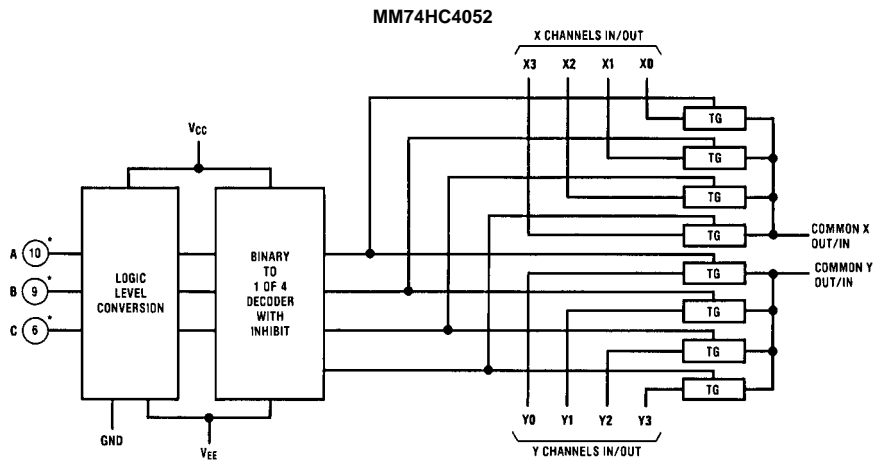 MM74HC4052
X CHANNELS IN/OUT
X3 X2 X1 X0
TG
TG
TG
TG
COMMON X
OUT/IN
TG
COMMON Y
OUT/IN
TG
TG
TG
VCC
A 10 *
B 9 *
C 6 *
LOGIC
LEVEL
CONVERSION
BINARY
TO
1 OF 4
DECODER
WITH
INHIBIT
GND
VEE
Y0 Y1 Y2 Y3
Y CHANNELS IN/OUT